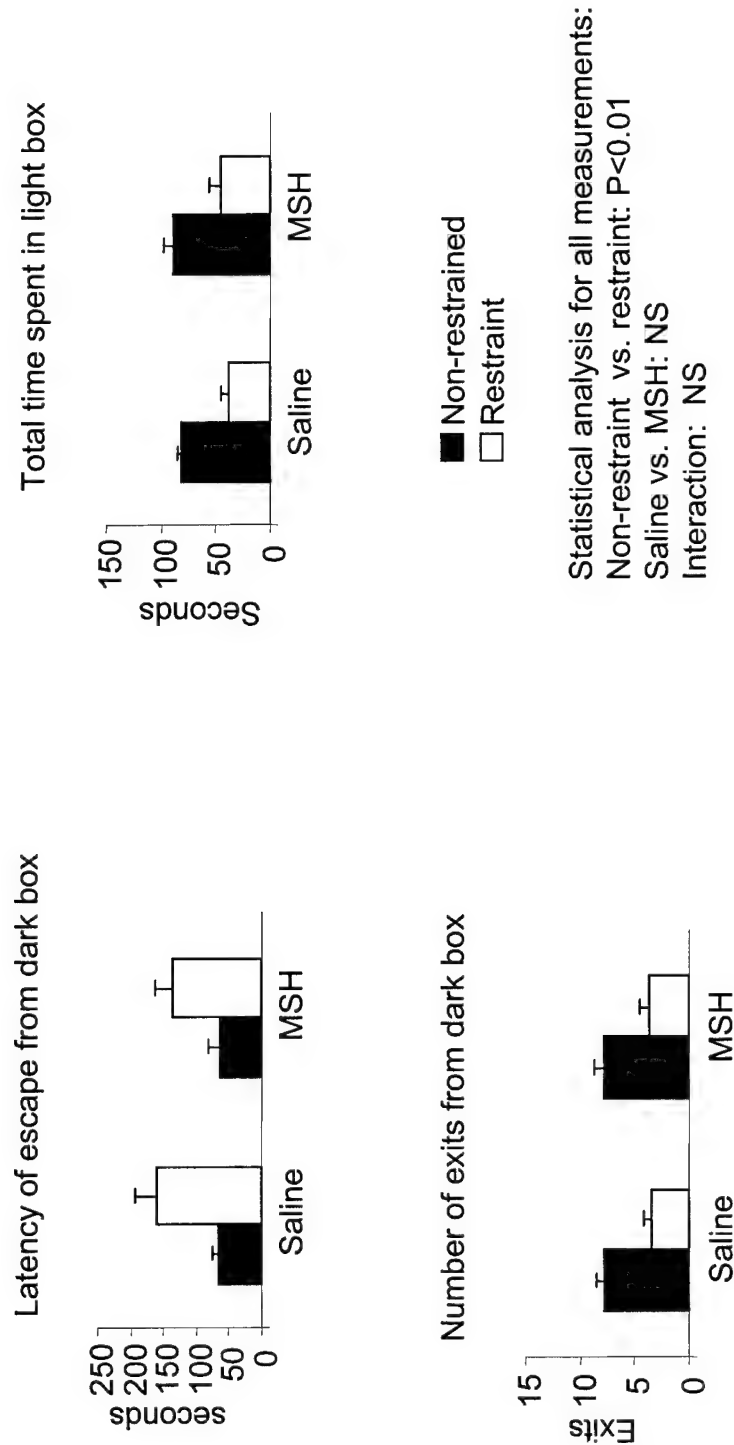 Latency of escape from dark box
250
200
150
100
50
0
seconds
Saline
MSH
Total time spent in light box
150
100
50
0
Seconds
Saline
MSH
Number of exits from dark box
15
10
5
0
Exits
Saline
MSH
Non-restrained
Restraint
Statistical analysis for all measurements:
Non-restraint vs. restraint: P<0.01
Saline vs. MSH: NS
Interaction: NS